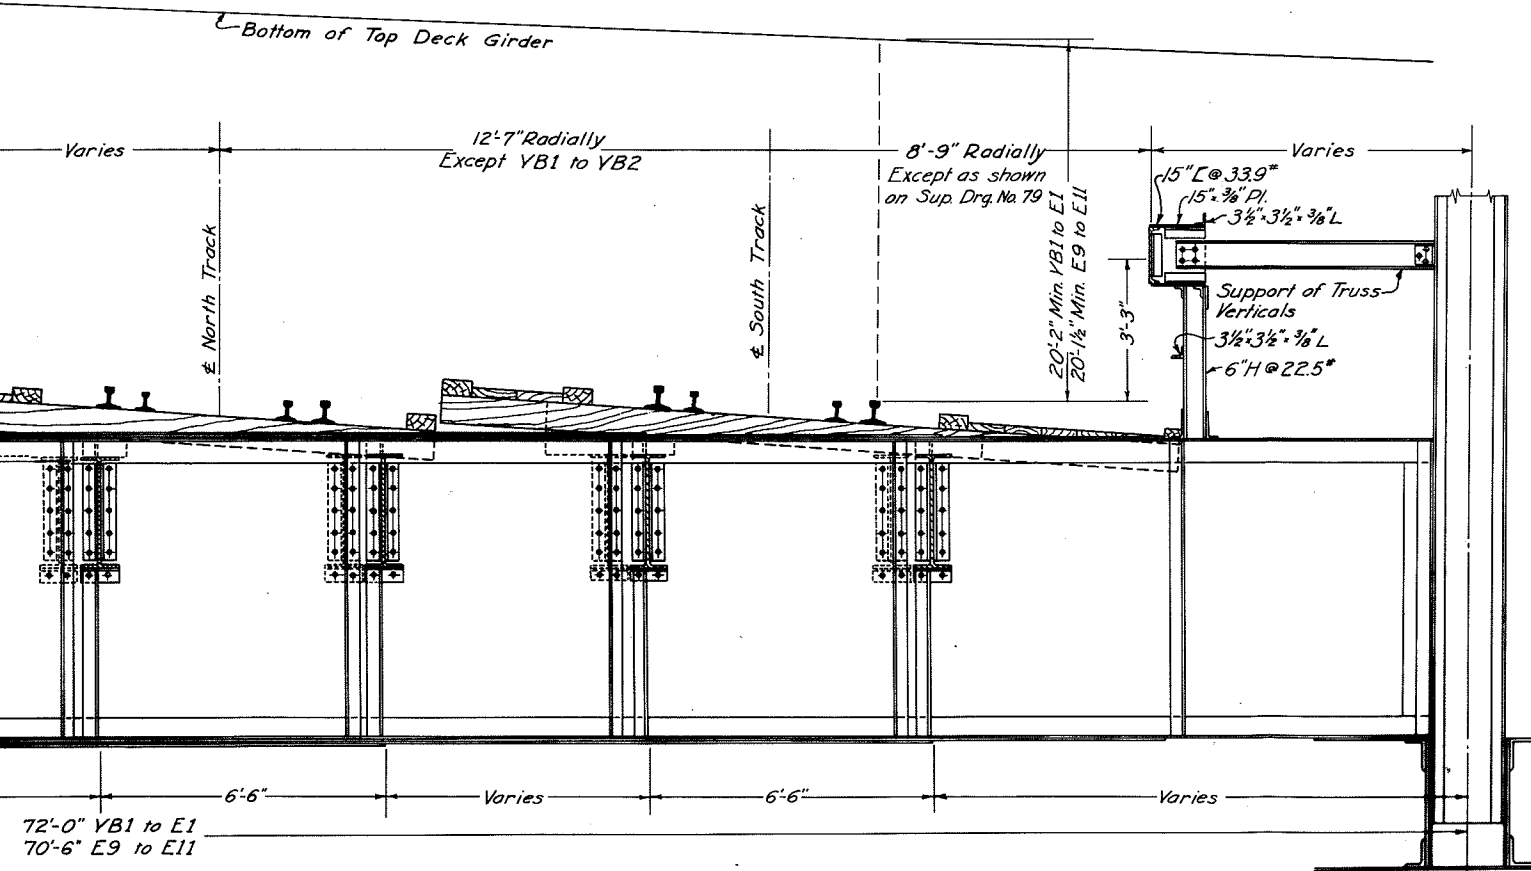 Bottom of Top Deck Girder
Varies
12'-7" Radially
Except YB1 to YB2
8'-9" Radially
Except as shown
on Sup. Drg. No. 79
Varies
15" [ @ 33.9#
15" x 3/8" Pl.
3½" x 3½" x 3/8" L
℄ North Track
℄ South Track
20'-2" Min. YB1 to E1
20'-1½" Min. E9 to E11
3'-3"
Support of Truss
Verticals
3½" x 3½" x 3/8" L
6" H @ 22.5#
6'-6"
Varies
6'-6"
Varies
72'-0" YB1 to E1
70'-6" E9 to E11